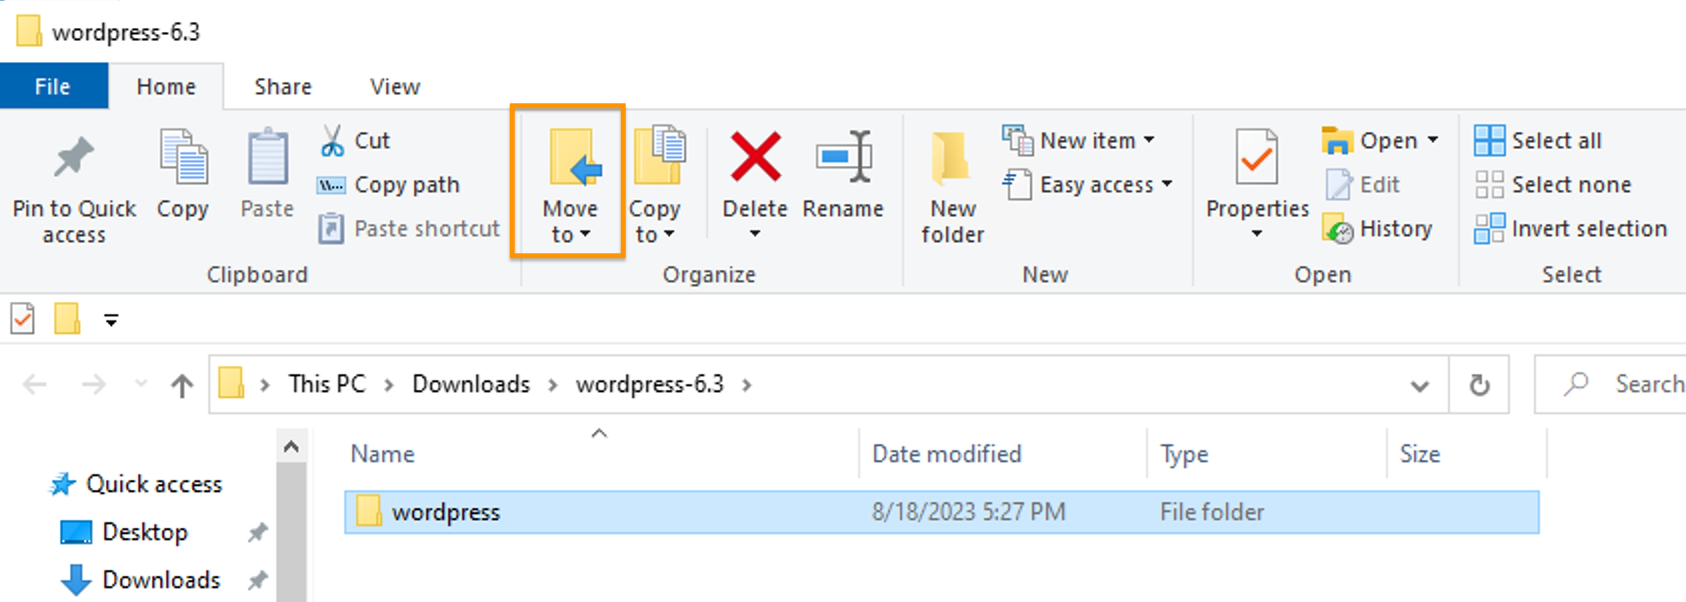 wordpress-6.3
File Home Share View
Pin to Quick access
Copy
Paste
Cut
Copy path
Paste shortcut
Clipboard
Move to
Copy to
Delete
Rename
Organize
New folder
New item
Easy access
New
Properties
Open
Edit
History
Open
Select all
Select none
Invert selection
Select
This PC > Downloads > wordpress-6.3 >
Search
Name Date modified Type Size
wordpress 8/18/2023 5:27 PM File folder
Quick access
Desktop
Downloads